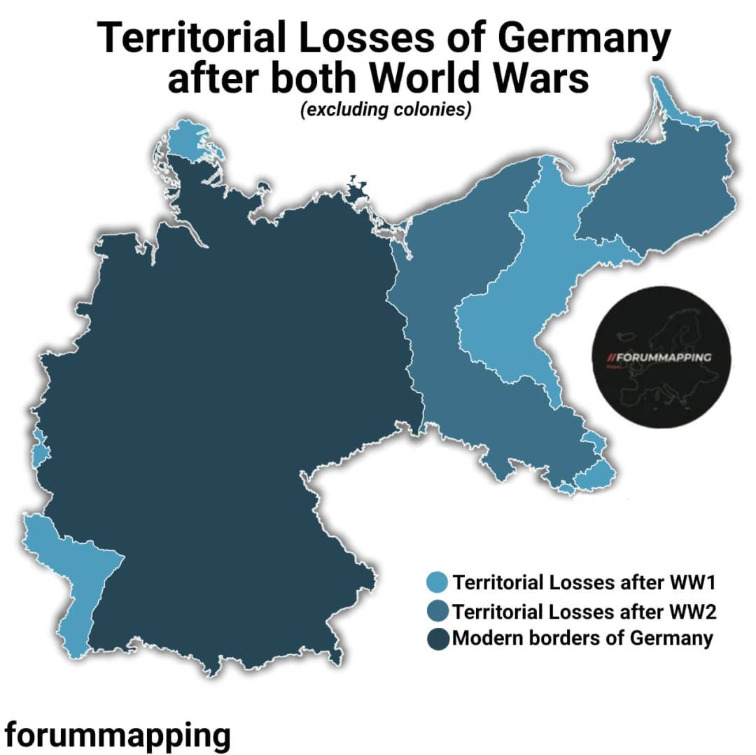 Territorial Losses of Germany
after both World Wars
(excluding colonies)
//FORUMMAPPING
Territorial Losses after WW1
Territorial Losses after WW2
Modern borders of Germany
forummapping